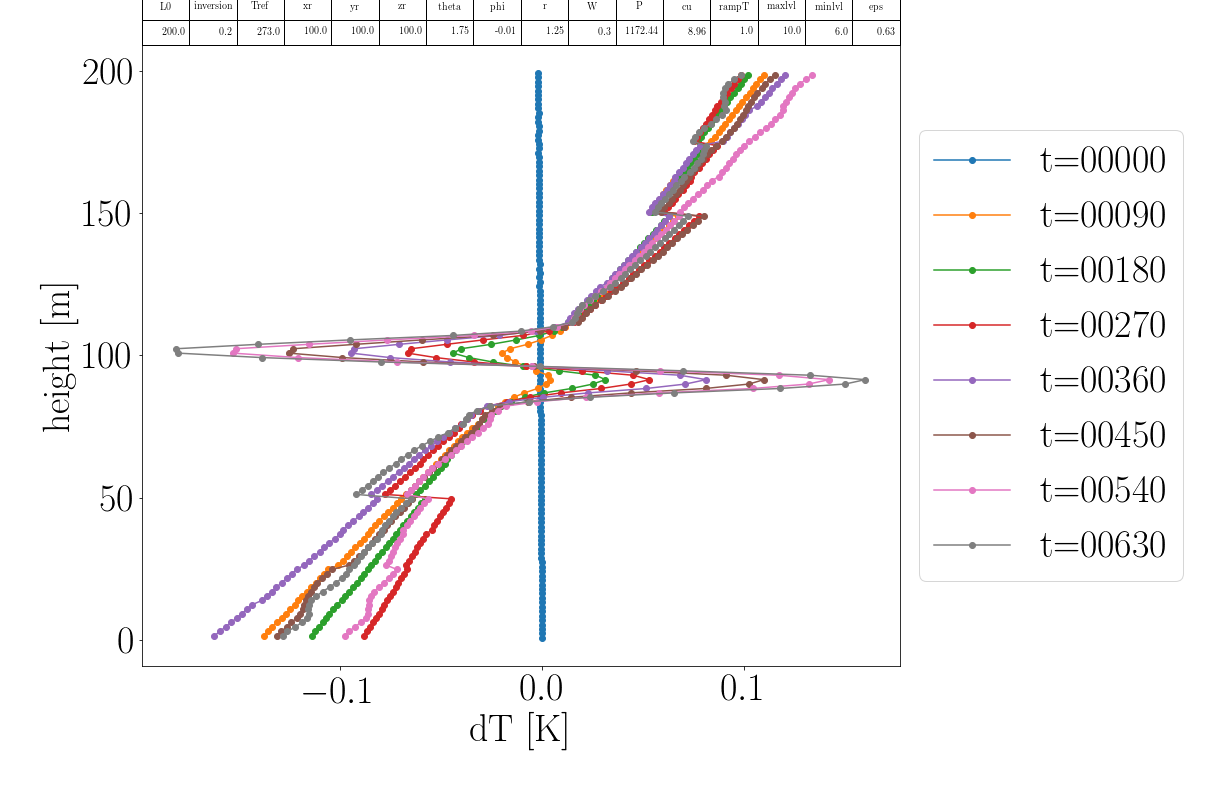 L0 inversion Tref xr yr zr theta phi r W P cu rampT maxlvl minlvl eps
200.0 0.2 273.0 100.0 100.0 100.0 1.75 -0.01 1.25 0.3 1172.44 8.96 1.0 10.0 6.0 0.63
200
150
100
50
0
height [m]
−0.1 0.0 0.1
dT [K]
t=00000
t=00090
t=00180
t=00270
t=00360
t=00450
t=00540
t=00630